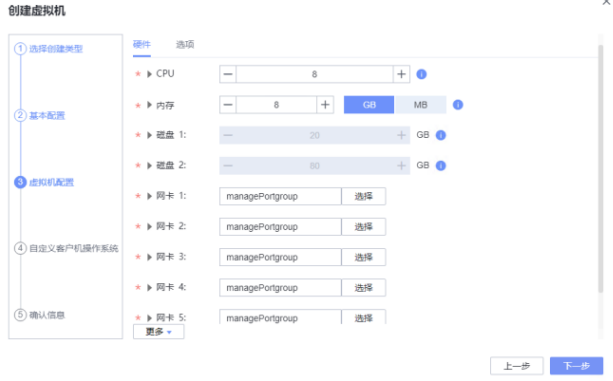 创建虚拟机
1 选择创建类型
2 基本配置
3 虚拟机配置
4 自定义客户机操作系统
5 确认信息
硬件 选项
* CPU − 8 +
* 内存 − 8 + GB MB
* 磁盘 1: − 20 + GB
* 磁盘 2: − 80 + GB
* 网卡 1: managePortgroup 选择
* 网卡 2: managePortgroup 选择
* 网卡 3: managePortgroup 选择
* 网卡 4: managePortgroup 选择
* 网卡 5: managePortgroup 选择
更多
上一步 下一步